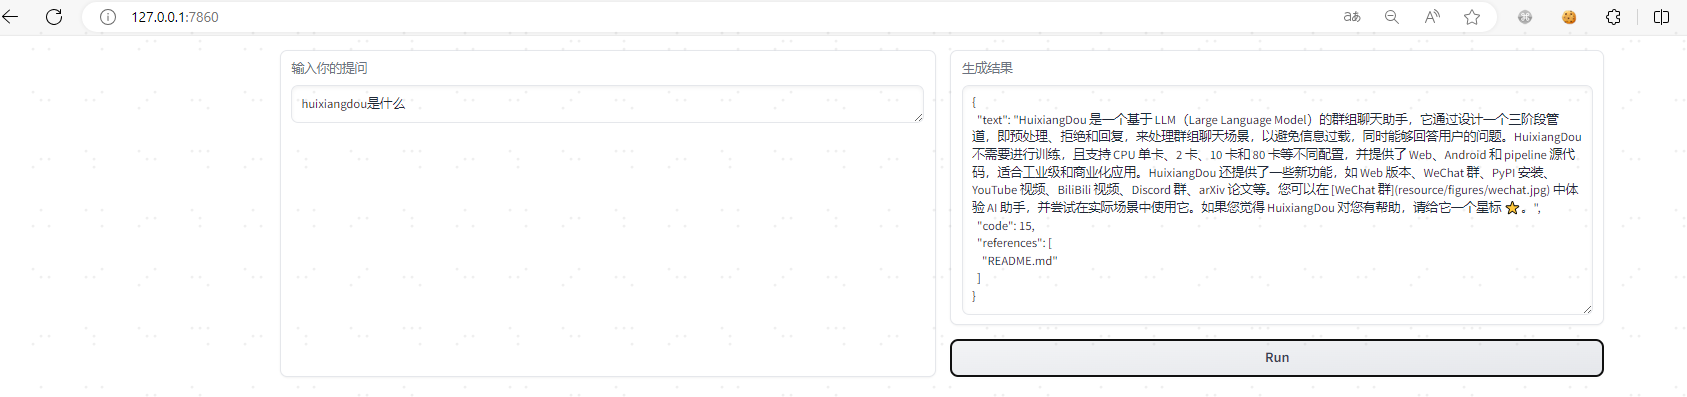 127.0.0.1:7860
输入你的提问
huixiangdou是什么
生成结果
{
"text": "HuixiangDou 是一个基于 LLM（Large Language Model）的群组聊天助手，它通过设计一个三阶段管
道，即预处理、拒绝和回复，来处理群组聊天场景，以避免信息过载，同时能够回答用户的问题。HuixiangDou
不需要进行训练，且支持 CPU 单卡、2 卡、10 卡和 80 卡等不同配置，并提供了 Web、Android 和 pipeline 源代
码，适合工业级和商业化应用。HuixiangDou 还提供了一些新功能，如 Web 版本、WeChat 群、PyPI 安装、
YouTube 视频、BiliBili 视频、Discord 群、arXiv 论文等。您可以在 [WeChat 群](resource/figures/wechat.jpg) 中体
验 AI 助手，并尝试在实际场景中使用它。如果您觉得 HuixiangDou 对您有帮助，请给它一个星标 ⭐。",
"code": 15,
"references": [
"README.md"
]
}
Run